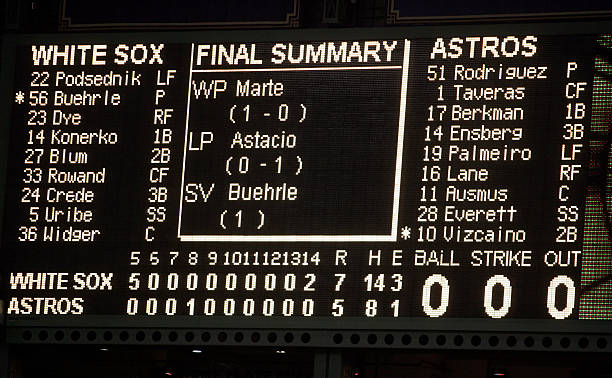 WHITE SOX
22 Podsednik LF
*56 Buehrle P
23 Dye RF
14 Konerko 1B
27 Blum 2B
33 Rowand CF
24 Crede 3B
5 Uribe SS
36 Widger C
FINAL SUMMARY
WP Marte
(1-0)
LP Astacio
(0-1)
SV Buehrle
(1)
ASTROS
51 Rodriguez P
1 Taveras CF
17 Berkman 1B
14 Ensberg 3B
19 Palmeiro LF
16 Lane RF
11 Ausmus C
28 Everett SS
*10 Vizcaino 2B
5 6 7 8 9 10 11 12 13 14 R H E BALL STRIKE OUT
WHITE SOX 5 0 0 0 0 0 0 0 0 2 7 14 3 0 0 0
ASTROS 0 0 0 1 0 0 0 0 0 0 5 8 1